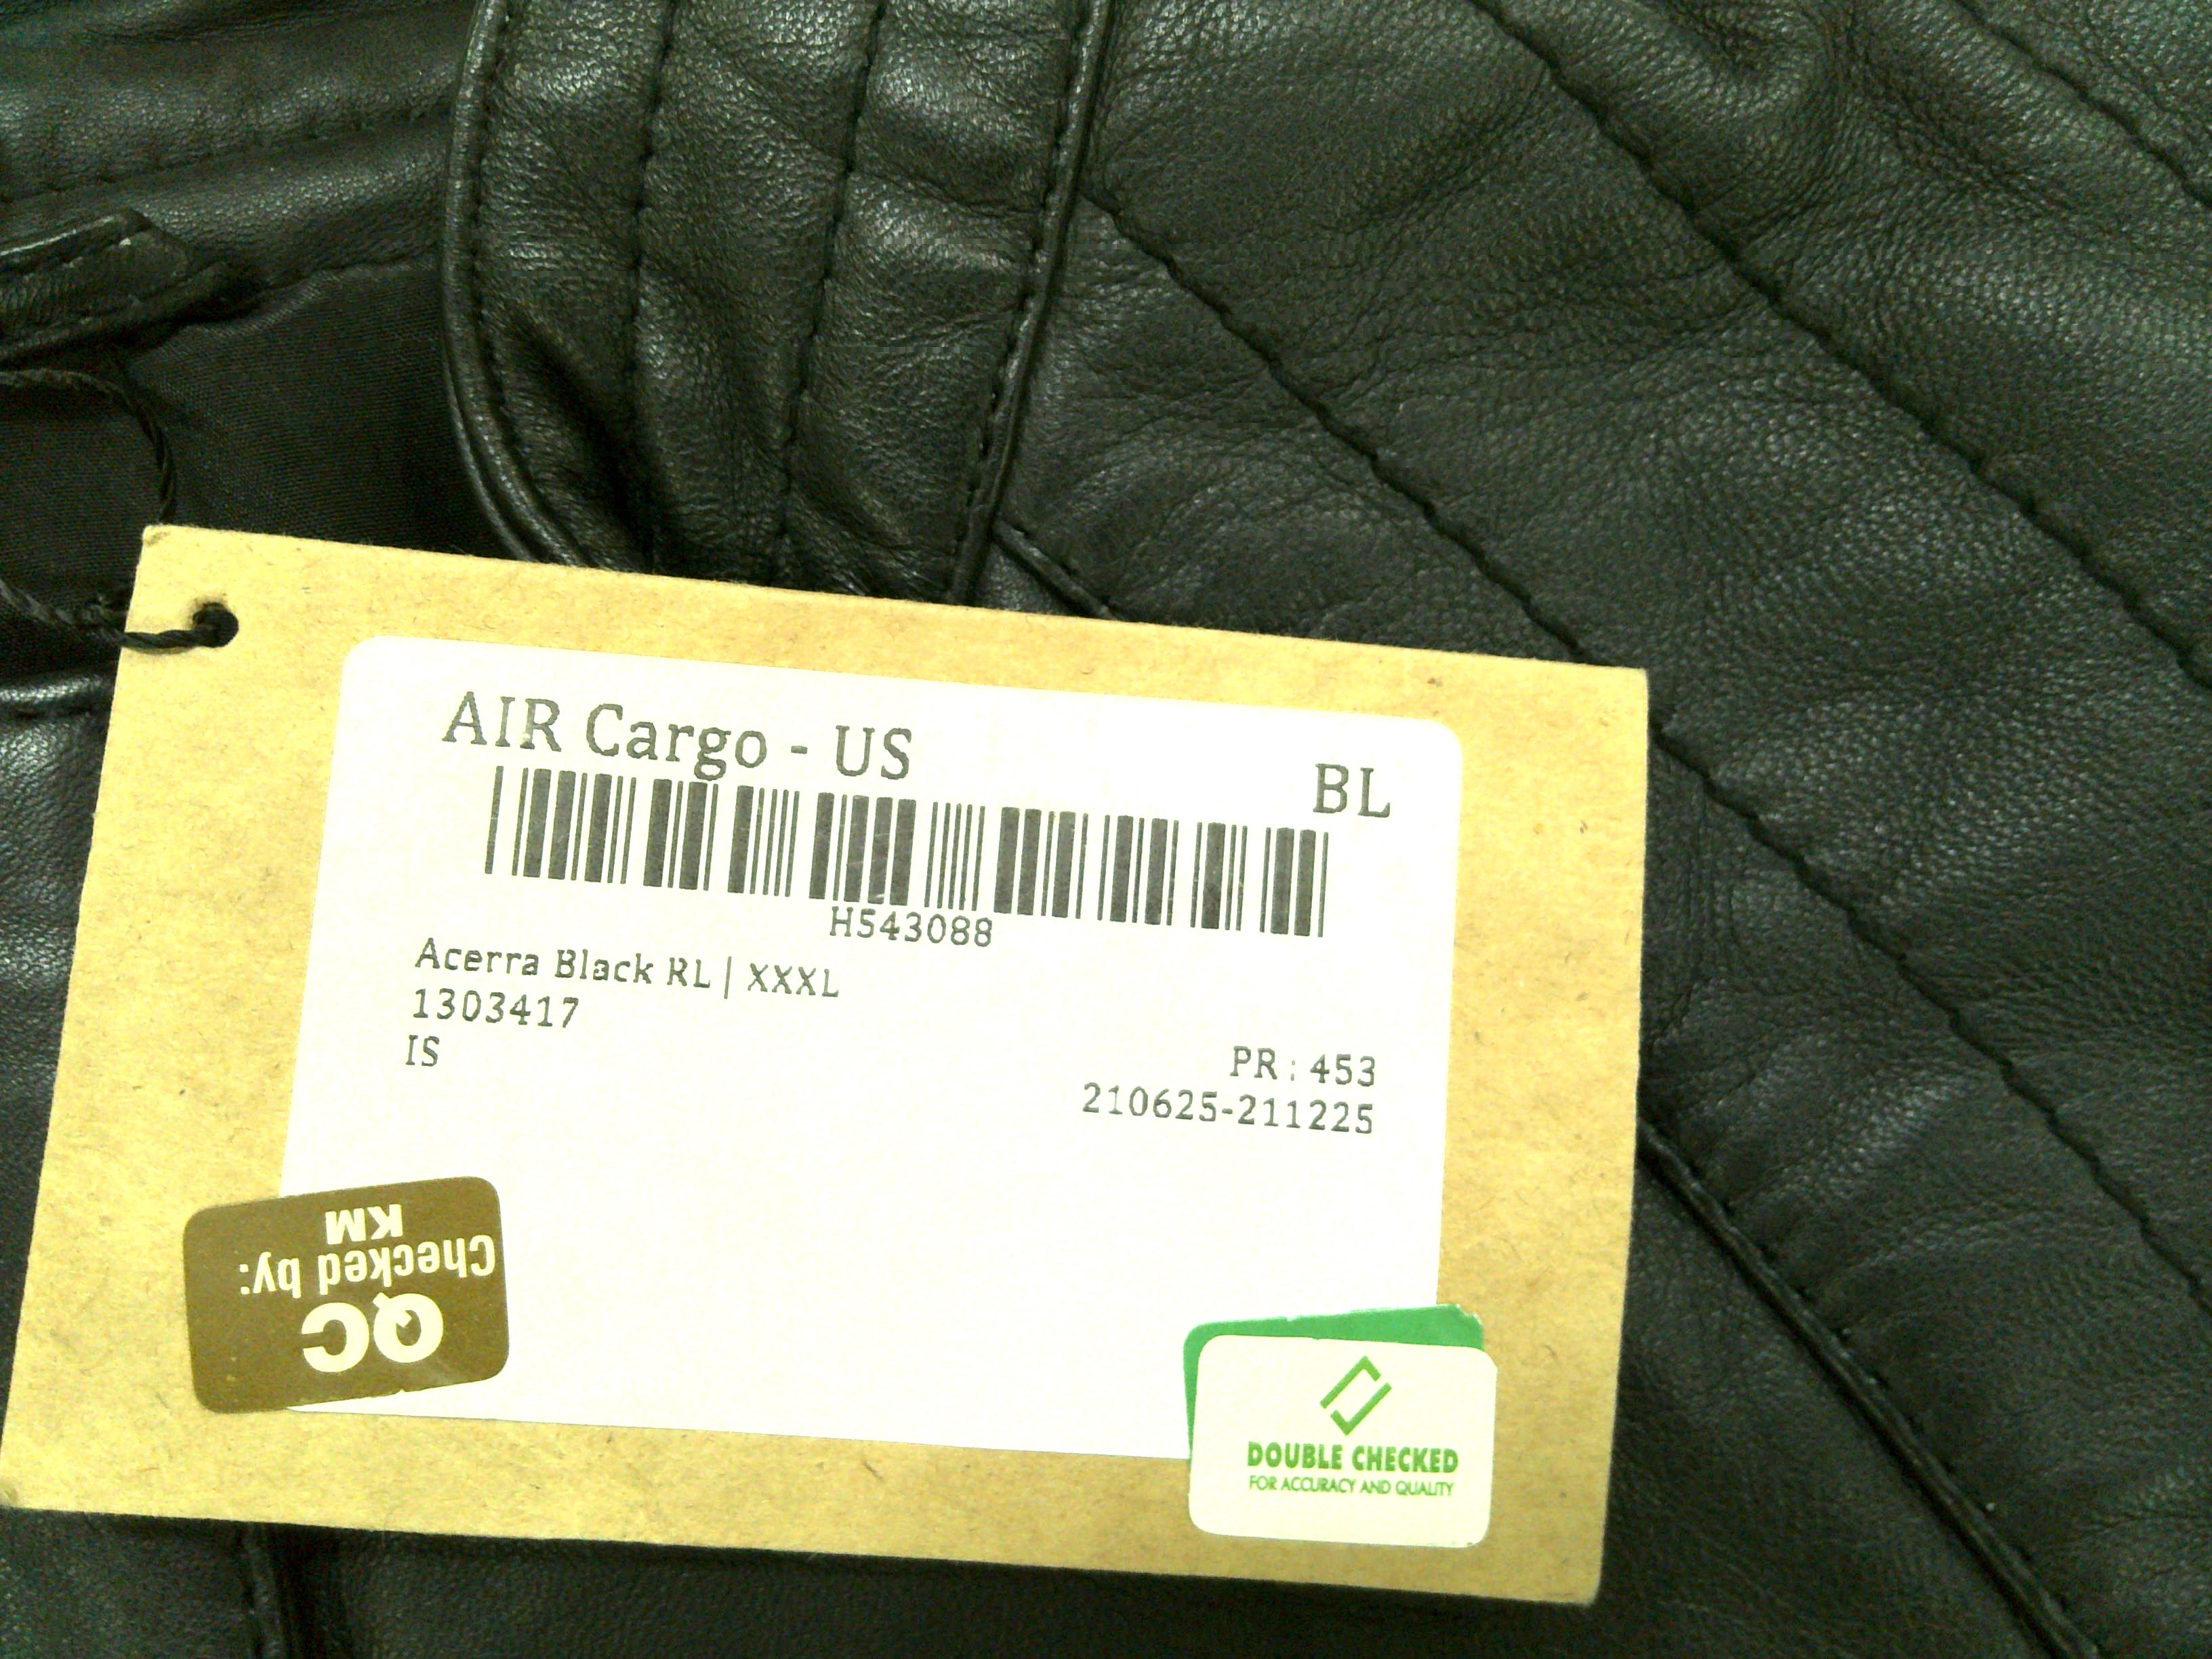 AIR Cargo - US
BL
H543088
Acerra Black RL | XXXL
1303417
IS
PR : 453
210625-211225
QC
Checked by:
KM
DOUBLE CHECKED
FOR ACCURACY AND QUALITY